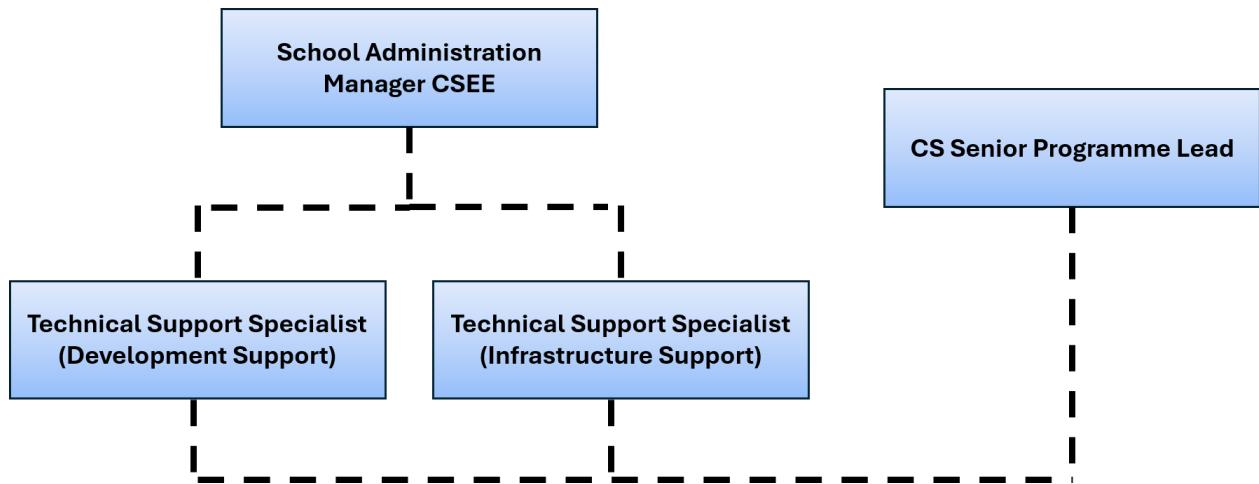 School Administration
Manager CSEE
CS Senior Programme Lead
Technical Support Specialist
(Development Support)
Technical Support Specialist
(Infrastructure Support)